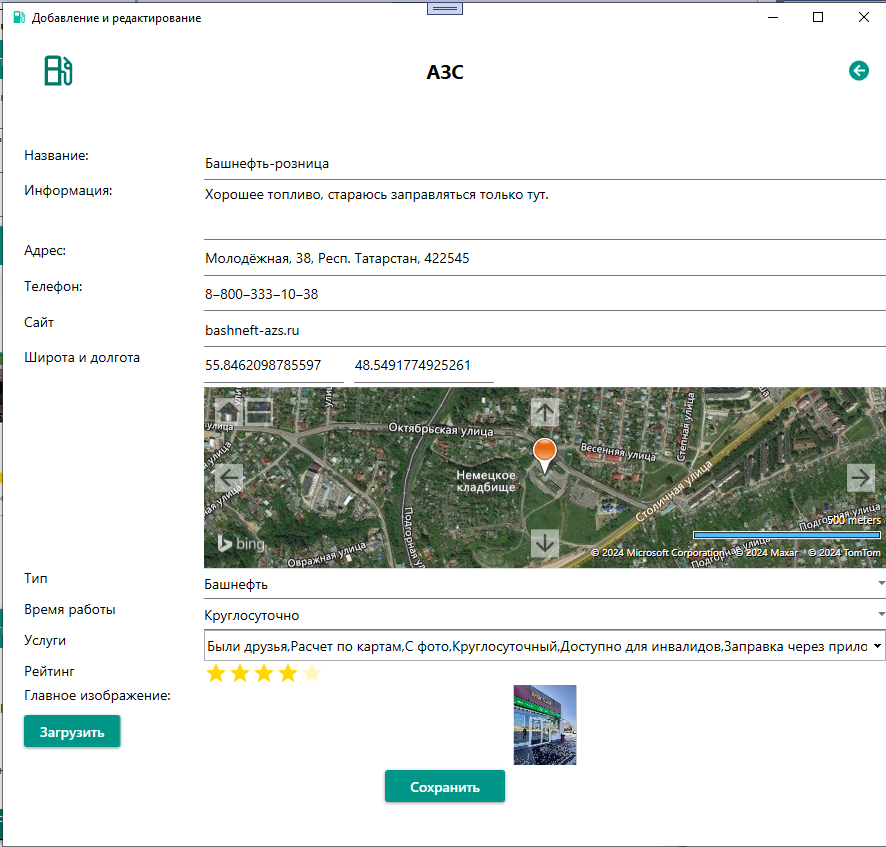 Добавление и редактирование
АЗС
Название:
Башнефть-розница
Информация:
Хорошее топливо, стараюсь заправляться только тут.
Адрес:
Молодёжная, 38, Респ. Татарстан, 422545
Телефон:
8–800–333–10–38
Сайт
bashneft-azs.ru
Широта и долгота
55.8462098785597 48.5491774925261
улица
Октябрьская улица
Весенняя улица
Степная улица
Немецкое
кладбище
Столичная улица
Подгорная улица
Подгорная
500 meters
bing
Овражная улица
© 2024 Microsoft Corporation © 2024 Maxar © 2024 TomTom
Тип
Башнефть
Время работы
Круглосуточно
Услуги
Были друзья,Расчет по картам,С фото,Круглосуточный,Доступно для инвалидов,Заправка через прило
Рейтинг
Главное изображение:
Загрузить
Сохранить